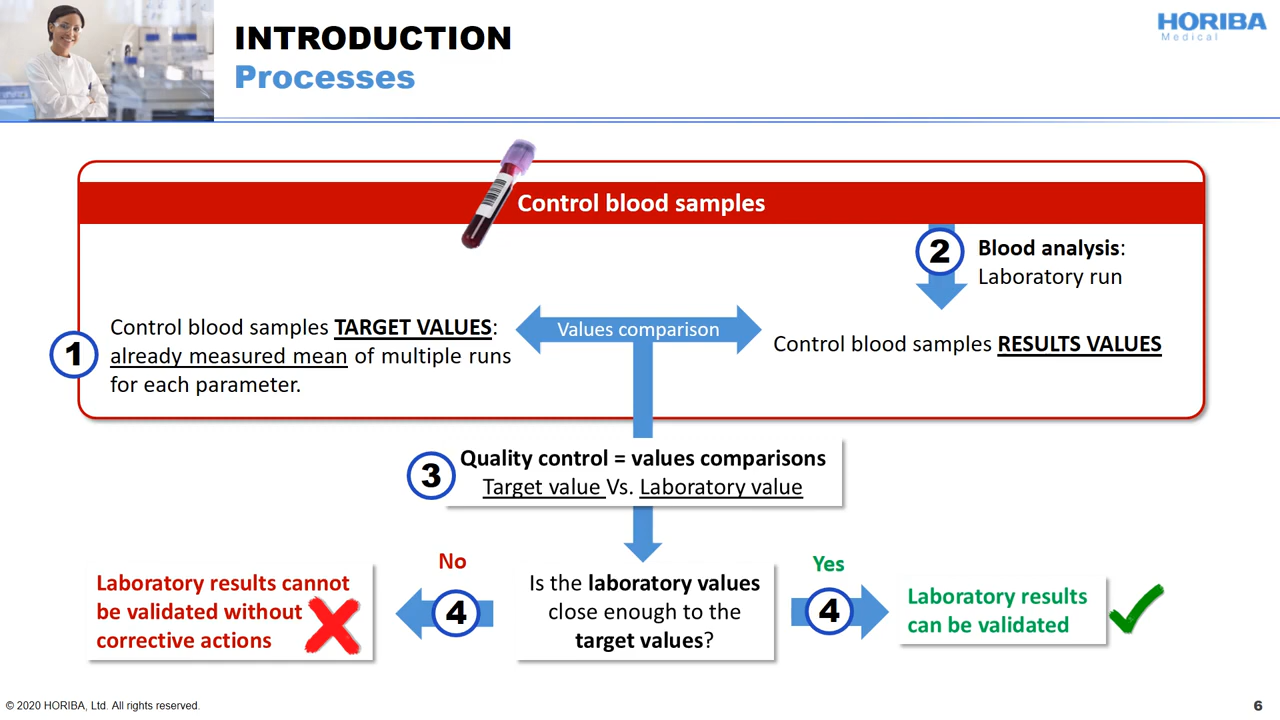 INTRODUCTION
Processes
HORIBA
Medical
Control blood samples
2
Blood analysis:
Laboratory run
1
Control blood samples TARGET VALUES:
already measured mean of multiple runs
for each parameter.
Values comparison
Control blood samples RESULTS VALUES
3
Quality control = values comparisons
Target value Vs. Laboratory value
No
Yes
Laboratory results cannot
be validated without
corrective actions
4
Is the laboratory values
close enough to the
target values?
4
Laboratory results
can be validated
© 2020 HORIBA, Ltd. All rights reserved.
6